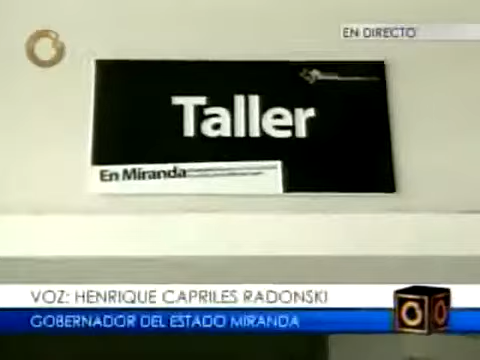 EN DIRECTO
Taller
En Miranda
VOZ: HENRIQUE CAPRILES RADONSKI
GOBERNADOR DEL ESTADO MIRANDA